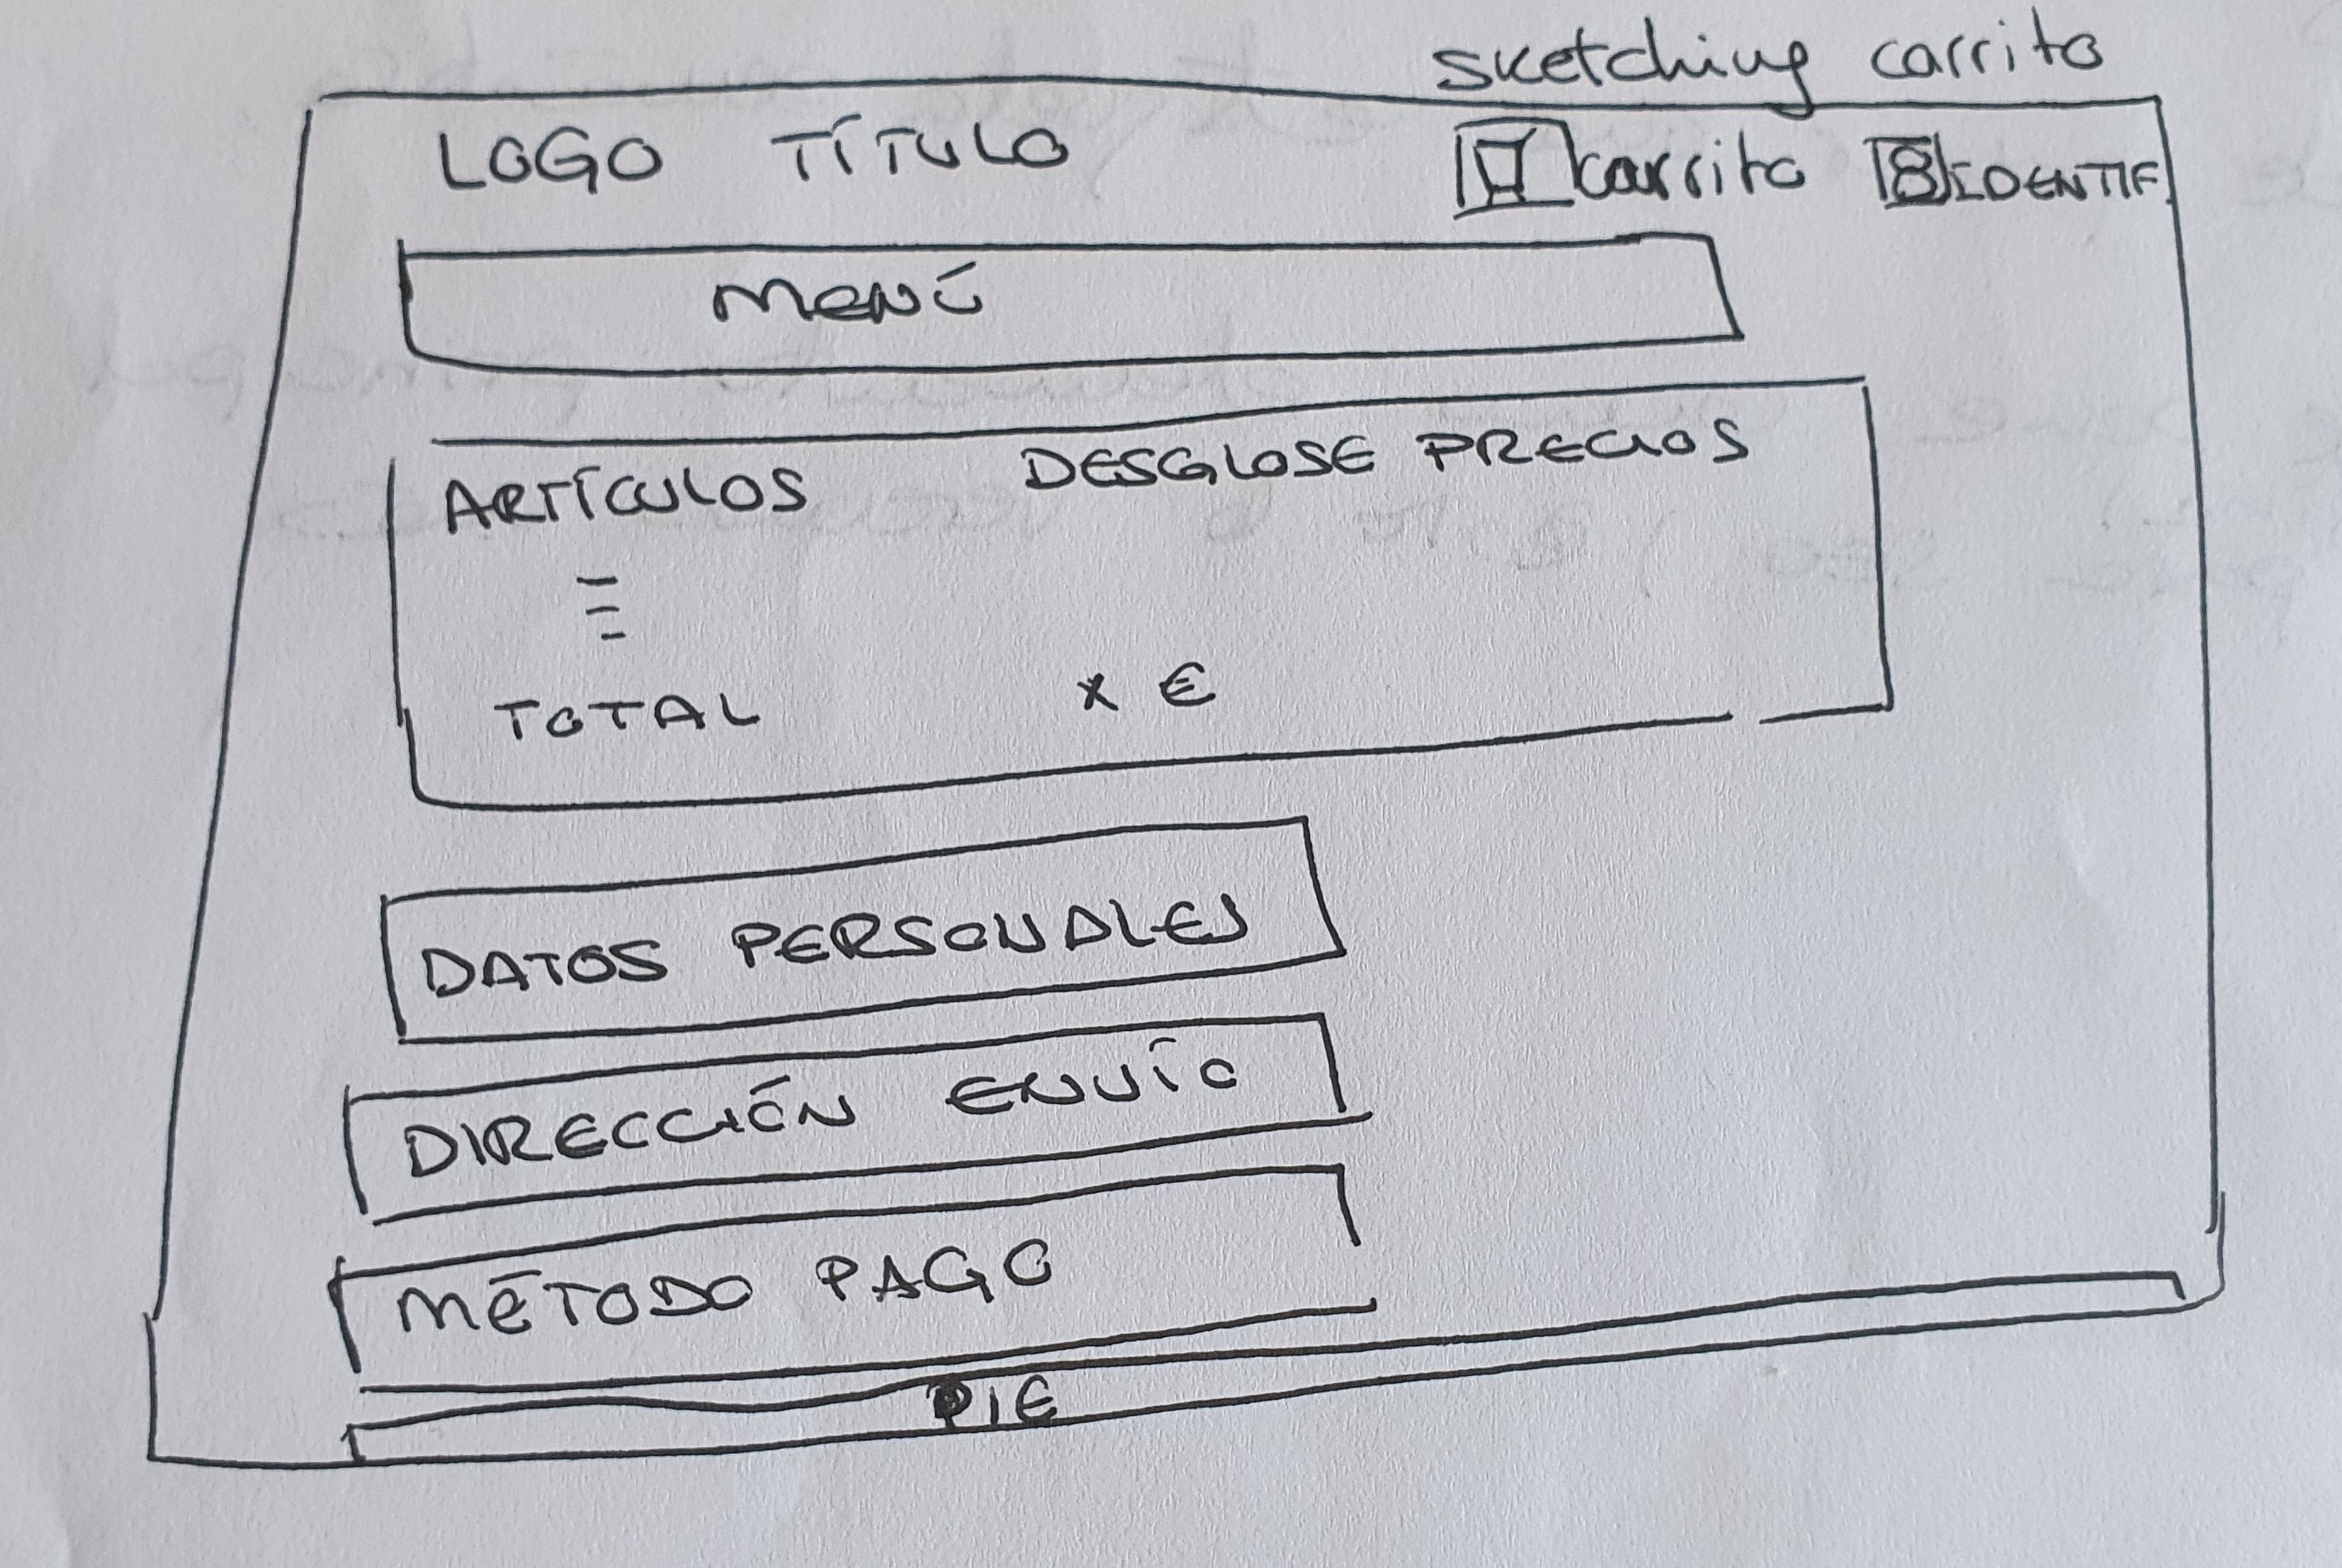 sketching carrito
LOGO TÍTULO carrito IDENTIF.
MENÚ
ARTÍCULOS DESGLOSE PRECIOS
TOTAL X €
DATOS PERSONALES
DIRECCIÓN ENVÍO
MÉTODO PAGO
PIE